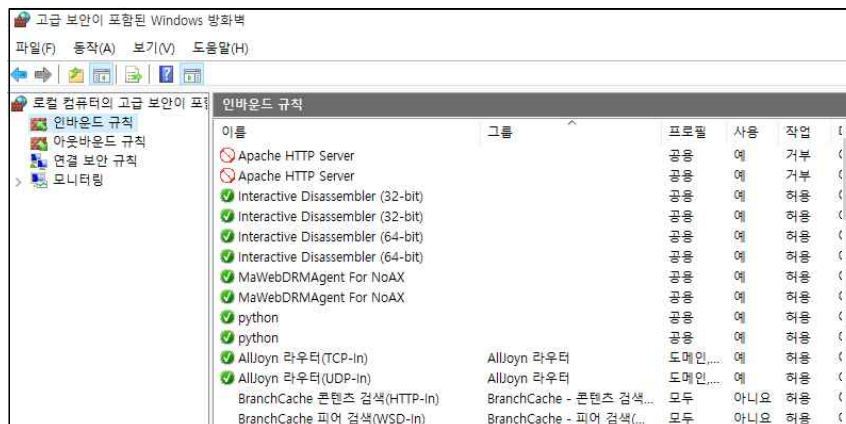 고급 보안이 포함된 Windows 방화벽
파일(F) 동작(A) 보기(V) 도움말(H)
로컬 컴퓨터의 고급 보안이 포함
인바운드 규칙
아웃바운드 규칙
연결 보안 규칙
모니터링
인바운드 규칙
이름 그룹 프로필 사용 작업
Apache HTTP Server 공용 예 거부
Apache HTTP Server 공용 예 거부
Interactive Disassembler (32-bit) 공용 예 허용
Interactive Disassembler (32-bit) 공용 예 허용
Interactive Disassembler (64-bit) 공용 예 허용
Interactive Disassembler (64-bit) 공용 예 허용
MaWebDRMAgent For NoAX 공용 예 허용
MaWebDRMAgent For NoAX 공용 예 허용
python 공용 예 허용
python 공용 예 허용
AllJoyn 라우터(TCP-In) AllJoyn 라우터 도메인,... 예 허용
AllJoyn 라우터(UDP-In) AllJoyn 라우터 도메인,... 예 허용
BranchCache 콘텐츠 검색(HTTP-In) BranchCache - 콘텐츠 검색... 모두 아니요 허용
BranchCache 피어 검색(WSD-In) BranchCache - 피어 검색(... 모두 아니요 허용